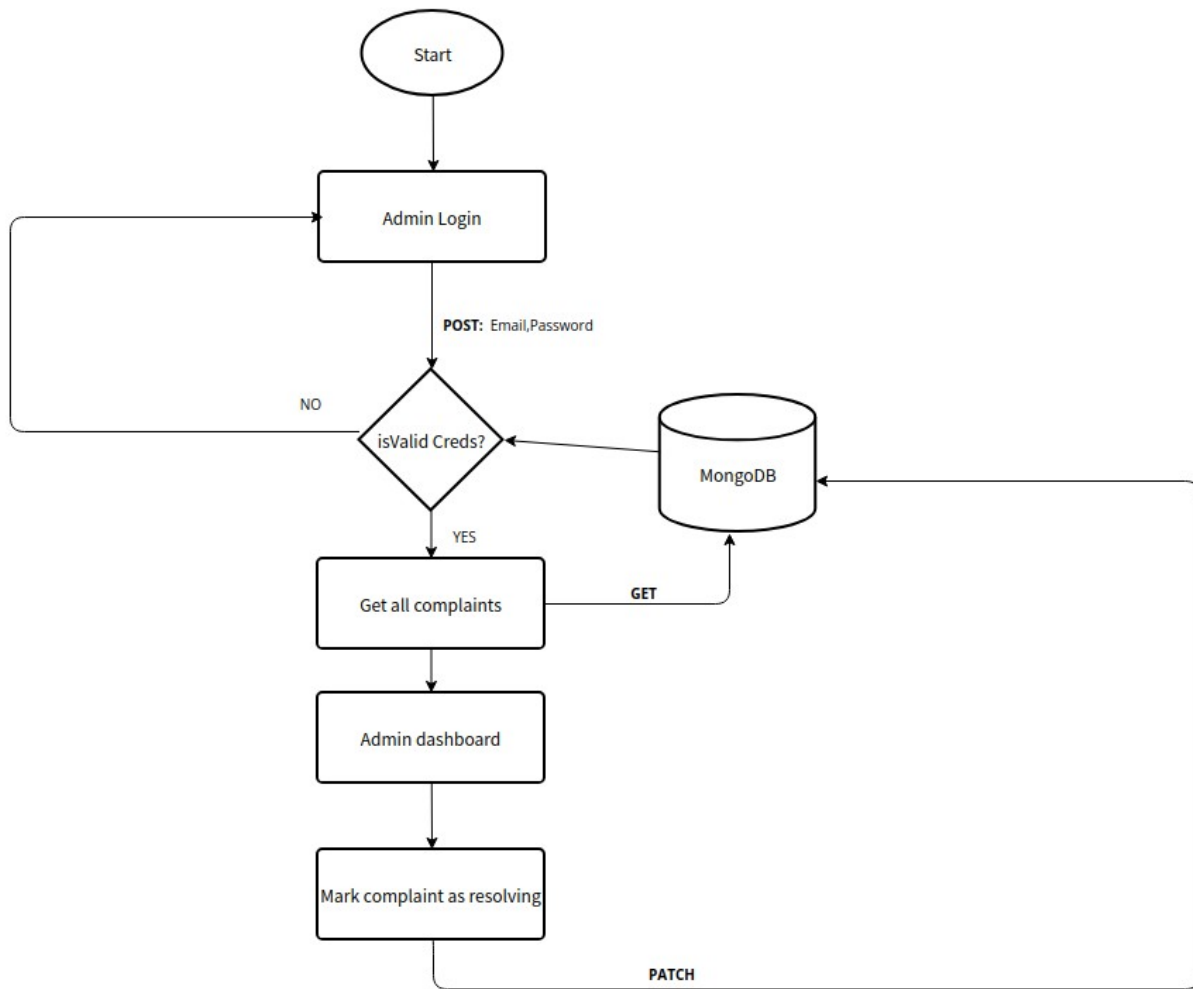 Start
Admin Login
POST: Email,Password
NO
isValid Creds?
MongoDB
YES
Get all complaints
GET
Admin dashboard
Mark complaint as resolving
PATCH